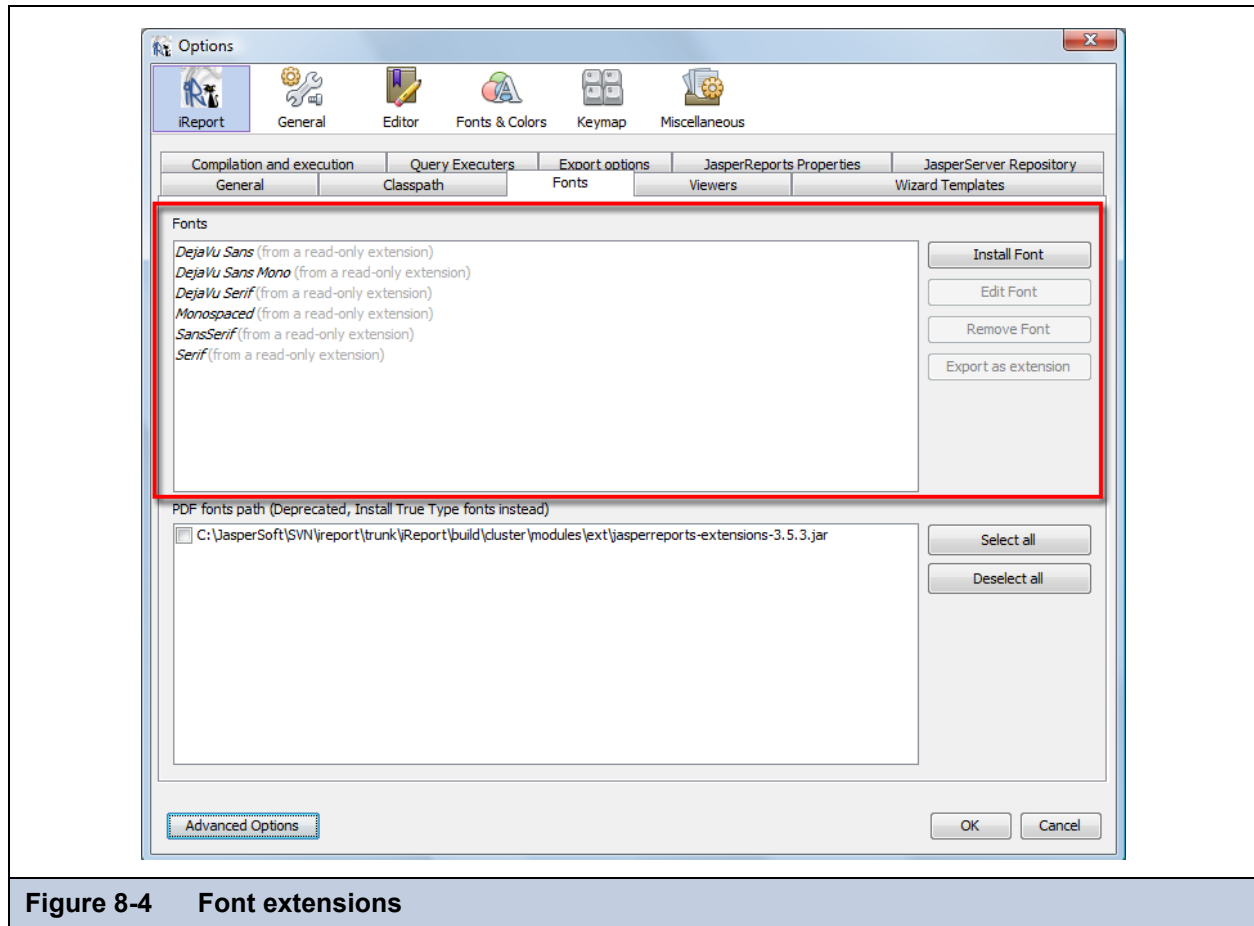 Options
iReport General Editor Fonts & Colors Keymap Miscellaneous
Compilation and execution Query Executers Export options JasperReports Properties JasperServer Repository
General Classpath Fonts Viewers Wizard Templates
Fonts
DejaVu Sans (from a read-only extension)
DejaVu Sans Mono (from a read-only extension)
DejaVu Serif (from a read-only extension)
Monospaced (from a read-only extension)
SansSerif (from a read-only extension)
Serif (from a read-only extension)
Install Font
Edit Font
Remove Font
Export as extension
PDF fonts path (Deprecated, Install True Type fonts instead)
C:\JasperSoft\SVN\ireport\trunk\iReport\build\cluster\modules\ext\jasperreports-extensions-3.5.3.jar
Select all
Deselect all
Advanced Options
OK Cancel
Figure 8-4 Font extensions